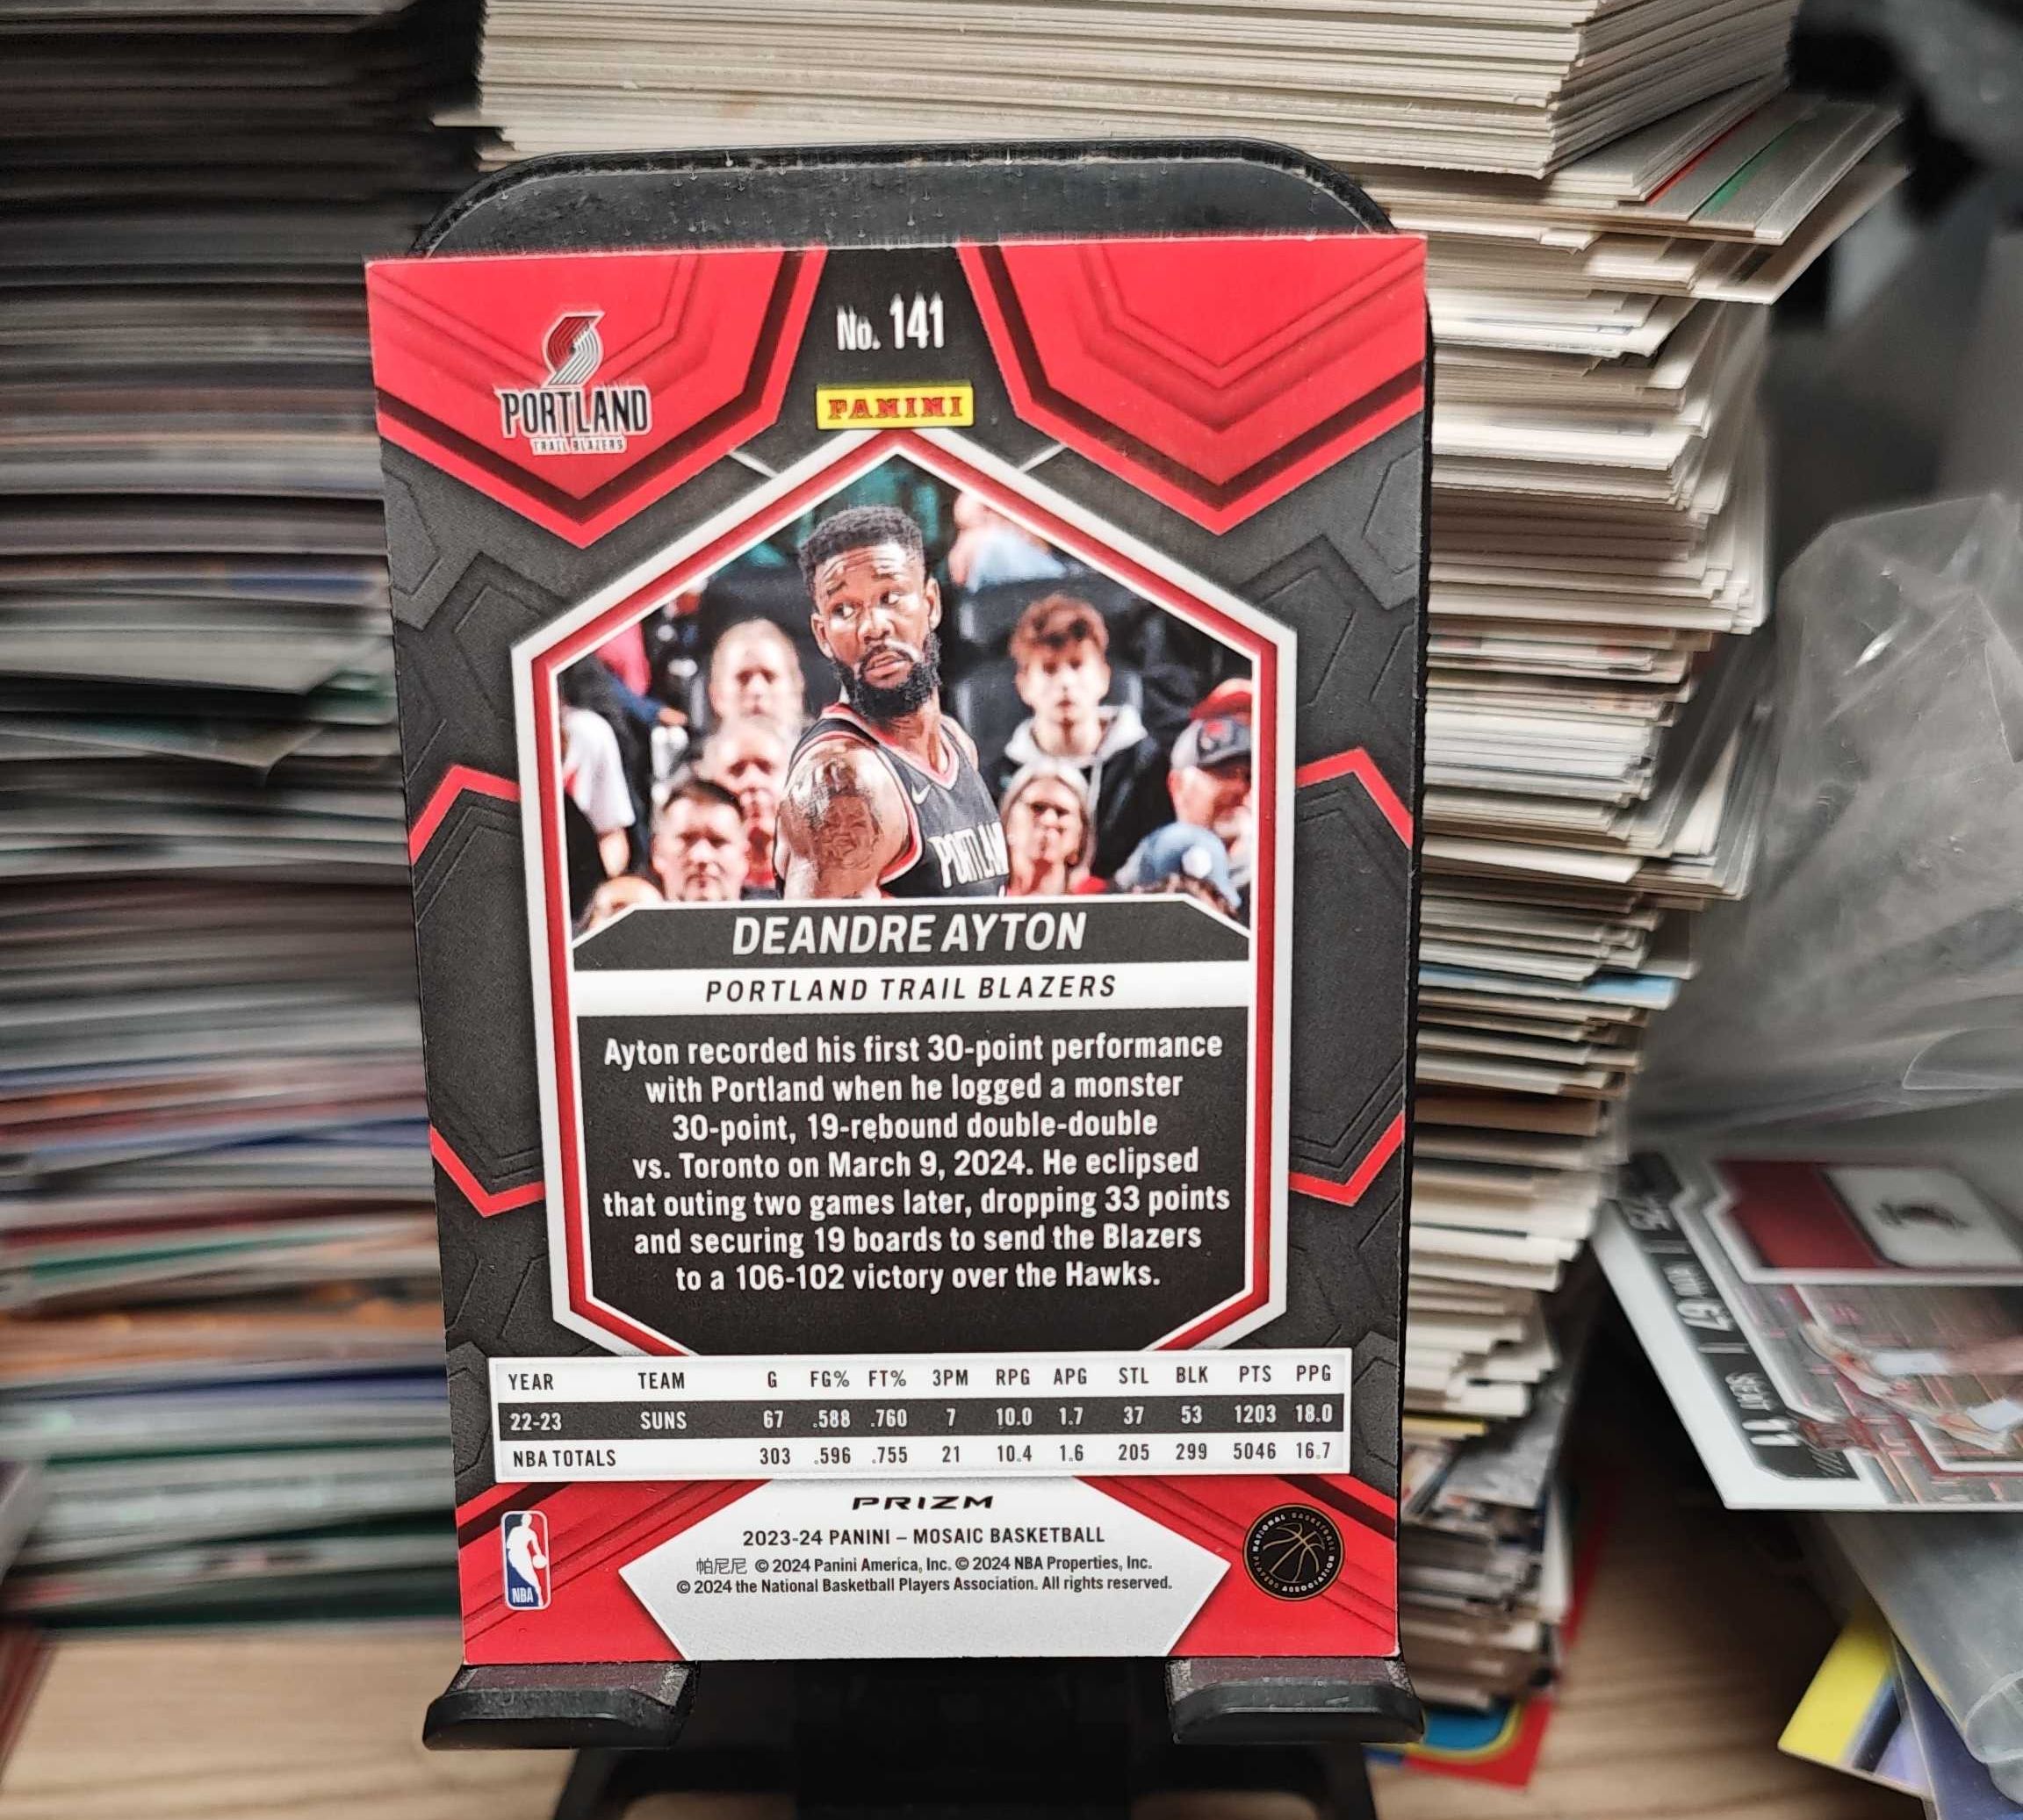 No. 141
PORTLAND
TRAIL BLAZERS
PANINI
PORTLAN
DEANDRE AYTON
PORTLAND TRAIL BLAZERS
Ayton recorded his first 30-point performance
with Portland when he logged a monster
30-point, 19-rebound double-double
vs. Toronto on March 9, 2024. He eclipsed
that outing two games later, dropping 33 points
and securing 19 boards to send the Blazers
to a 106-102 victory over the Hawks.
YEAR TEAM G FG% FT% 3PM RPG APG STL BLK PTS PPG
22-23 SUNS 67 .588 .760 7 10.0 1.7 37 53 1203 18.0
NBA TOTALS 303 .596 .755 21 10.4 1.6 205 299 5046 16.7
PRIZM
2023-24 PANINI – MOSAIC BASKETBALL
帕尼尼 © 2024 Panini America, Inc. © 2024 NBA Properties, Inc.
© 2024 the National Basketball Players Association. All rights reserved.
NBA
NATIONAL BASKETBALL PLAYERS ASSOCIATION